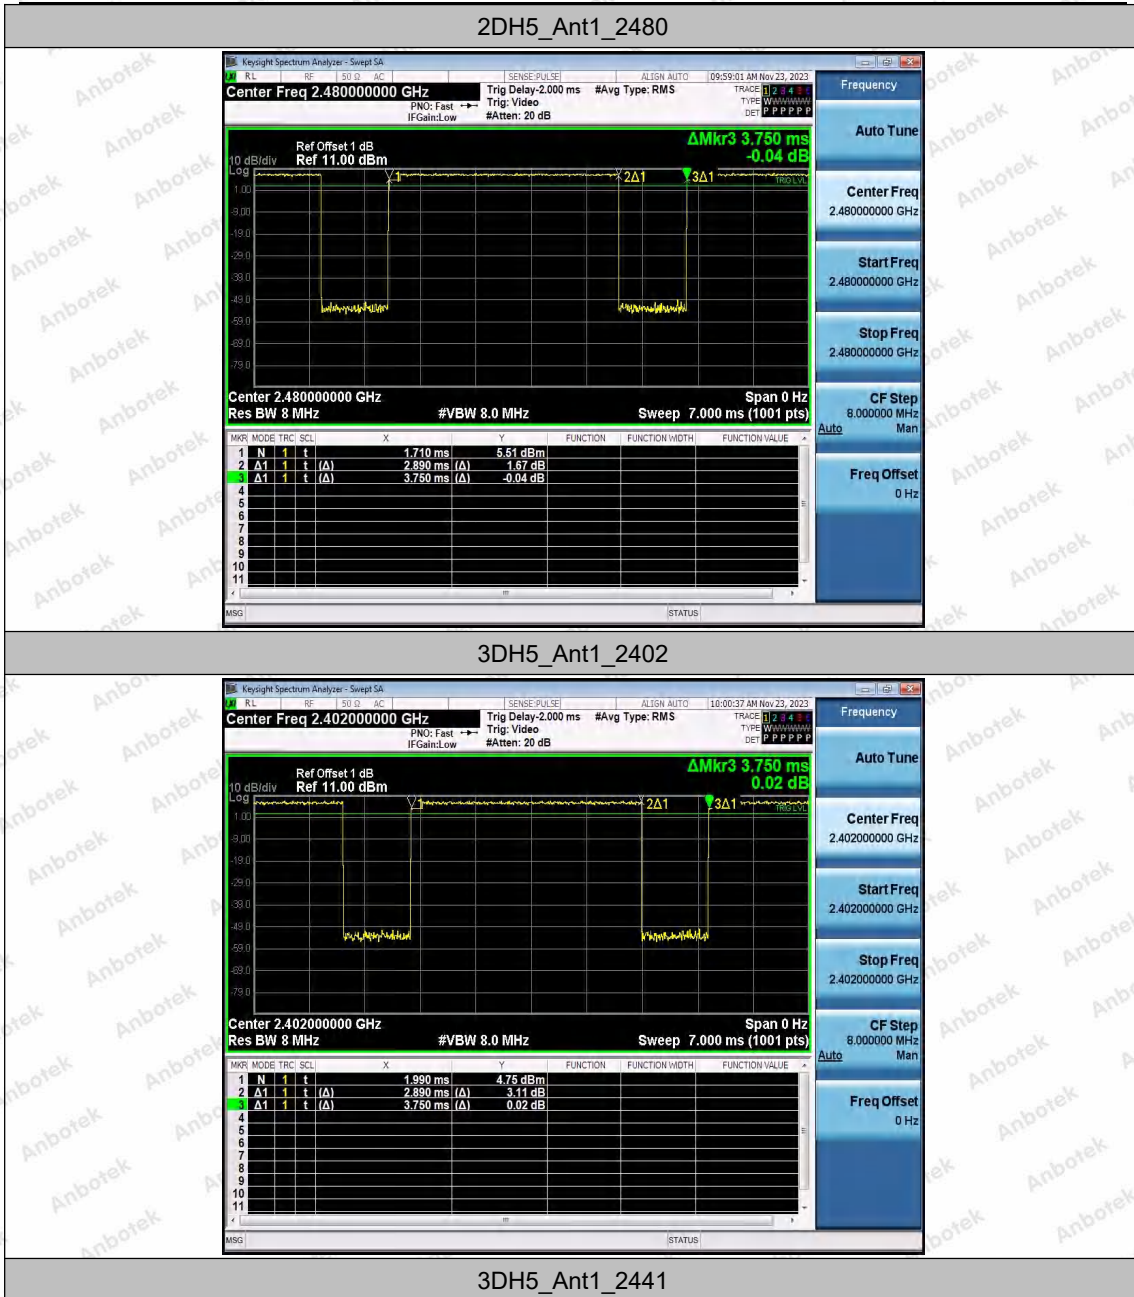 2DH5_Ant1_2480
Keysight Spectrum Analyzer - Swept SA
RL RF 50 Ω AC SENSE:PULSE ALIGN AUTO 09:59:01 AM Nov 23, 2023
Center Freq 2.480000000 GHz
Trig Delay-2.000 ms #Avg Type: RMS
TRACE 1 2 3 4 5 6
PNO: Fast Trig: Video
TYPE WWWWWW
IFGain:Low #Atten: 20 dB
DET P P P P P P
ΔMkr3 3.750 ms
-0.04 dB
Ref Offset 1 dB
10 dB/div Ref 11.00 dBm
Log
1.00
-9.00
-19.0
-29.0
-39.0
-49.0
-59.0
-69.0
-79.0
1
2Δ1
3Δ1
TRIG LVL
Center 2.480000000 GHz Span 0 Hz
Res BW 8 MHz #VBW 8.0 MHz Sweep 7.000 ms (1001 pts)
MKR MODE TRC SCL X Y FUNCTION FUNCTION WIDTH FUNCTION VALUE
1 N 1 t 1.710 ms 5.51 dBm
2 Δ1 1 t (Δ) 2.890 ms (Δ) 1.67 dB
3 Δ1 1 t (Δ) 3.750 ms (Δ) -0.04 dB
4
5
6
7
8
9
10
11
MSG STATUS
Frequency
Auto Tune
Center Freq
2.480000000 GHz
Start Freq
2.480000000 GHz
Stop Freq
2.480000000 GHz
CF Step
8.000000 MHz
Auto Man
Freq Offset
0 Hz
3DH5_Ant1_2402
Keysight Spectrum Analyzer - Swept SA
RL RF 50 Ω AC SENSE:PULSE ALIGN AUTO 10:00:37 AM Nov 23, 2023
Center Freq 2.402000000 GHz
Trig Delay-2.000 ms #Avg Type: RMS
TRACE 1 2 3 4 5 6
PNO: Fast Trig: Video
TYPE WWWWWW
IFGain:Low #Atten: 20 dB
DET P P P P P P
ΔMkr3 3.750 ms
0.02 dB
Ref Offset 1 dB
10 dB/div Ref 11.00 dBm
Log
1.00
-9.00
-19.0
-29.0
-39.0
-49.0
-59.0
-69.0
-79.0
1
2Δ1
3Δ1
TRIG LVL
Center 2.402000000 GHz Span 0 Hz
Res BW 8 MHz #VBW 8.0 MHz Sweep 7.000 ms (1001 pts)
MKR MODE TRC SCL X Y FUNCTION FUNCTION WIDTH FUNCTION VALUE
1 N 1 t 1.990 ms 4.75 dBm
2 Δ1 1 t (Δ) 2.890 ms (Δ) 3.11 dB
3 Δ1 1 t (Δ) 3.750 ms (Δ) 0.02 dB
4
5
6
7
8
9
10
11
MSG STATUS
Frequency
Auto Tune
Center Freq
2.402000000 GHz
Start Freq
2.402000000 GHz
Stop Freq
2.402000000 GHz
CF Step
8.000000 MHz
Auto Man
Freq Offset
0 Hz
3DH5_Ant1_2441